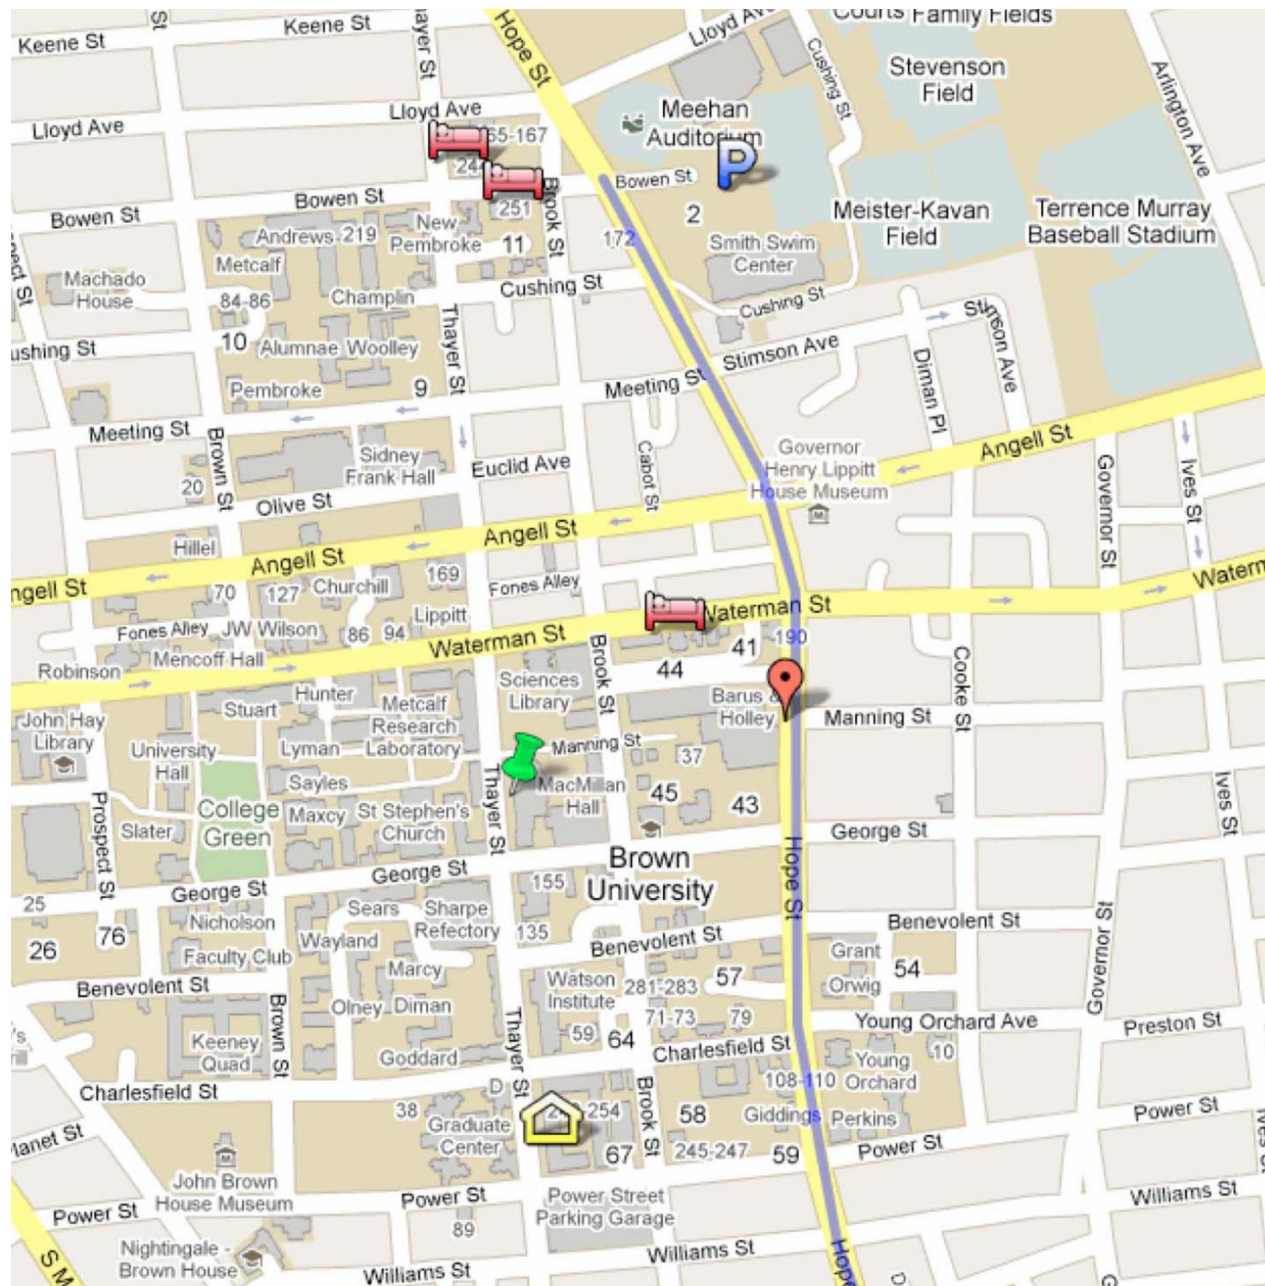 Keene St
Keene St
St
Thayer St
Hope St
Lloyd Ave
Courts Family Fields
Cushing St
Stevenson
Field
Arlington Ave
Lloyd Ave
Lloyd Ave
165-167
Meehan
Auditorium
P
Bowen St
Bowen St
Bowen St
251
Brook St
2
Meister-Kavan
Field
Terrence Murray
Baseball Stadium
Andrews
219
New
Pembroke
11
172
Smith Swim
Center
Metcalf
Machado
House
Prospect St
84-86
Champlin
Cushing St
Cushing St
ushing St
10
Alumnae
Woolley
Thayer St
Stimson Ave
Stimson Ave
Diman Pl
Pembroke
9
Meeting St
Meeting St
Brown St
Sidney
Frank Hall
Euclid Ave
Cabot St
Governor
Henry Lippitt
House Museum
Angell St
Governor St
Ives St
20
Olive St
Angell St
Angell St
ngell St
Hillel
70
127
Churchill
169
Fones Alley
Fones Alley
JW Wilson
86
94
Lippitt
Waterman St
Waterman St
Waterm
190
41
44
Robinson
Mencoff Hall
Hunter
Stuart
Metcalf
Research
Laboratory
Sciences
Library
Brook St
Barus &
Holley
Manning St
Cooke St
John Hay
Library
University
Hall
Lyman
Manning St
37
Sayles
MacMillan
Hall
45
43
Ives St
College
Green
Slater
Maxcy
St Stephen's
Church
Thayer St
Prospect St
George St
George St
George St
Brown
University
Hope St
155
25
26
76
Nicholson
Faculty Club
Sears
Wayland
Sharpe
Refectory
135
Benevolent St
Benevolent St
Benevolent St
Governor St
Marcy
Watson
Institute
281-283
57
Grant
Orwig
54
Olney
Diman
59
71-73
79
64
Young Orchard Ave
Preston St
Keeney
Quad
Brown St
Goddard
Thayer St
Charlesfield St
Charlesfield St
D
10
108-110
Young
Orchard
38
Graduate
Center
Brook St
58
Giddings
Perkins
Power St
Power St
67
245-247
59
lanet St
John Brown
House Museum
Power St
Power St
89
Power Street
Parking Garage
Williams St
Williams St
Williams St
Nightingale -
Brown House
S M
Hope
D